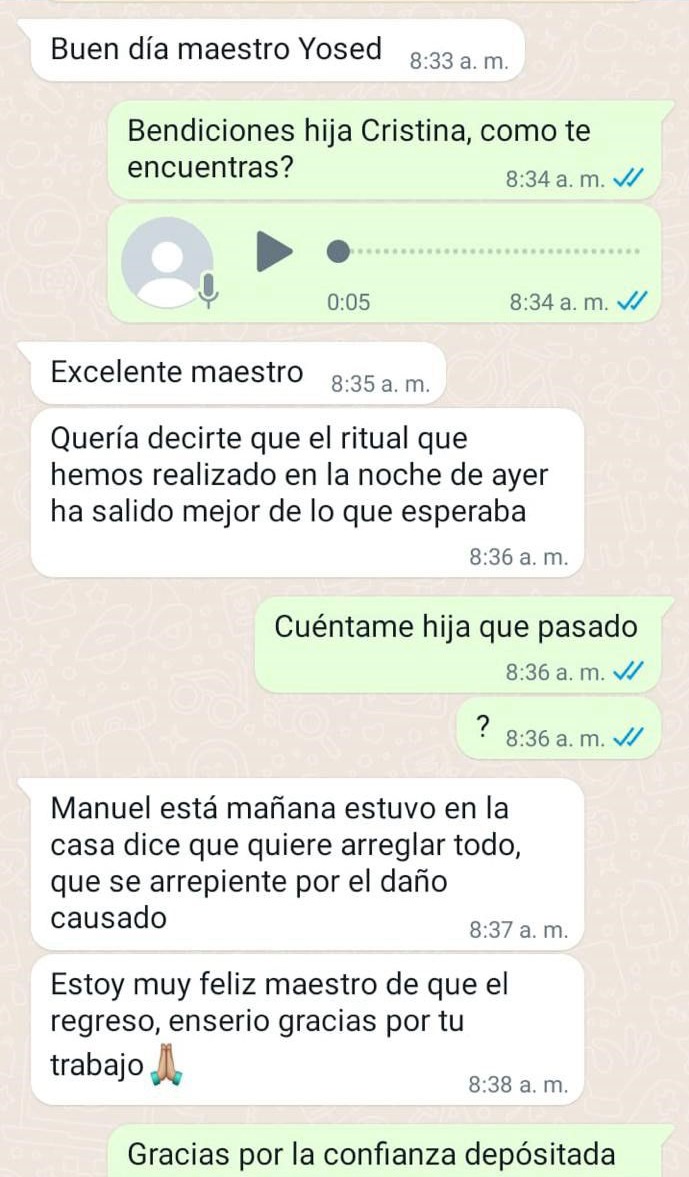 Buen día maestro Yosed 8:33 a. m.
Bendiciones hija Cristina, como te
encuentras?
8:34 a. m.
0:05 8:34 a. m.
Excelente maestro 8:35 a. m.
Quería decirte que el ritual que
hemos realizado en la noche de ayer
ha salido mejor de lo que esperaba
8:36 a. m.
Cuéntame hija que pasado
8:36 a. m.
? 8:36 a. m.
Manuel está mañana estuvo en la
casa dice que quiere arreglar todo,
que se arrepiente por el daño
causado
8:37 a. m.
Estoy muy feliz maestro de que el
regreso, enserio gracias por tu
trabajo🙏🏽
8:38 a. m.
Gracias por la confianza depósitada